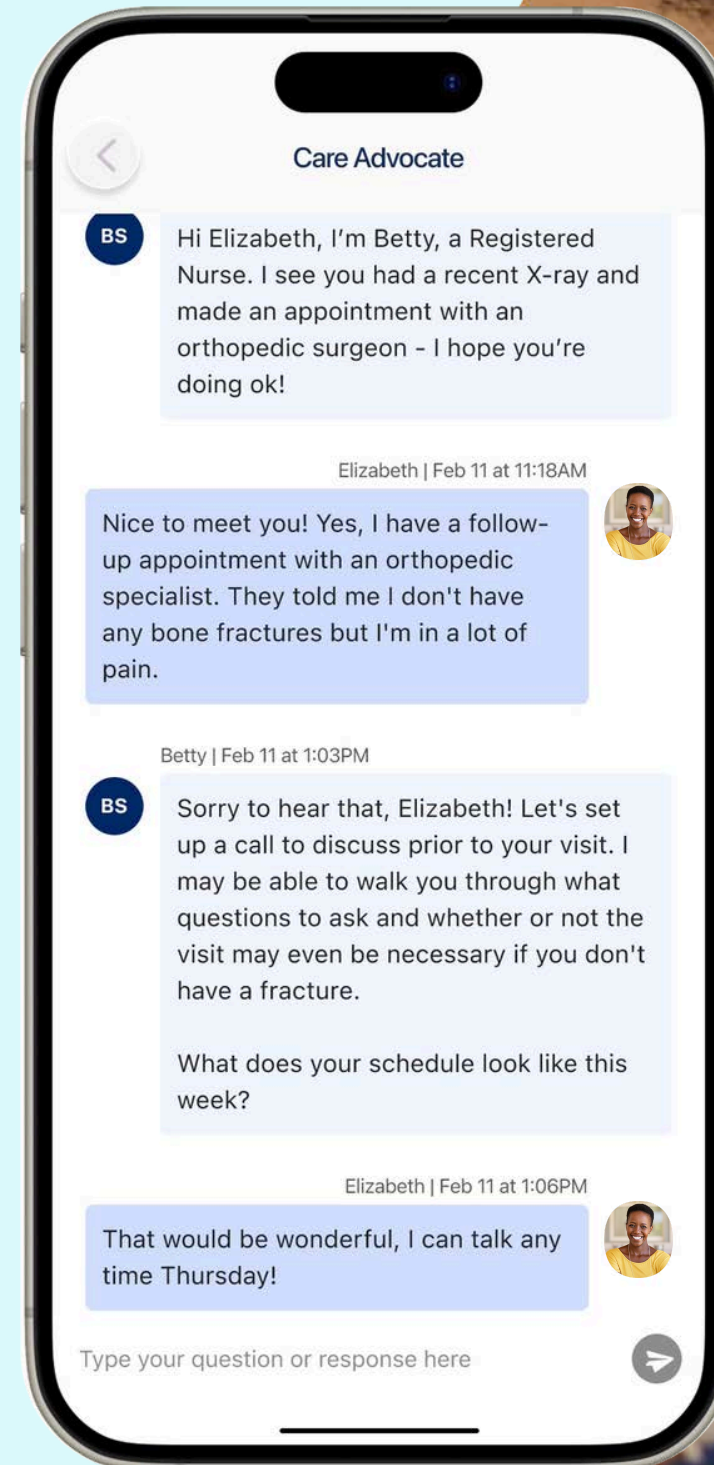 Care Advocate
BS
Hi Elizabeth, I’m Betty, a Registered
Nurse. I see you had a recent X-ray and
made an appointment with an
orthopedic surgeon - I hope you’re
doing ok!
Elizabeth | Feb 11 at 11:18AM
Nice to meet you! Yes, I have a follow-
up appointment with an orthopedic
specialist. They told me I don't have
any bone fractures but I'm in a lot of
pain.
Betty | Feb 11 at 1:03PM
BS
Sorry to hear that, Elizabeth! Let's set
up a call to discuss prior to your visit. I
may be able to walk you through what
questions to ask and whether or not the
visit may even be necessary if you don't
have a fracture.
What does your schedule look like this
week?
Elizabeth | Feb 11 at 1:06PM
That would be wonderful, I can talk any
time Thursday!
Type your question or response here